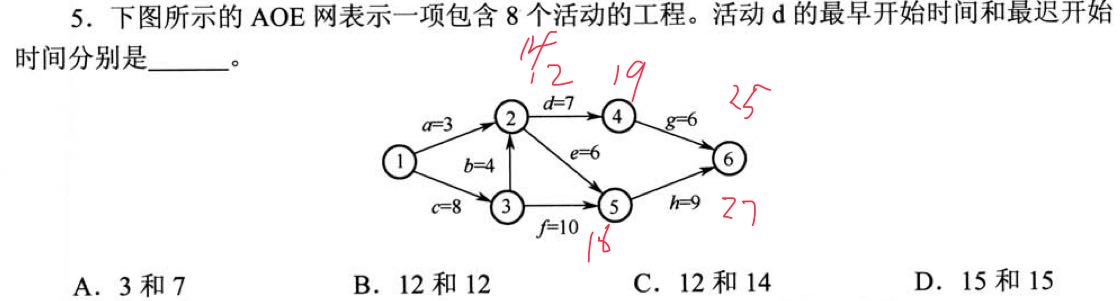 5．下图所示的 AOE 网表示一项包含 8 个活动的工程。活动 d 的最早开始时间和最迟开始
时间分别是______。
14
12
19
25
d=7
2
4
a=3
g=6
1
b=4
e=6
6
c=8
3
5
h=9
27
f=10
18
A．3 和 7
B．12 和 12
C．12 和 14
D．15 和 15